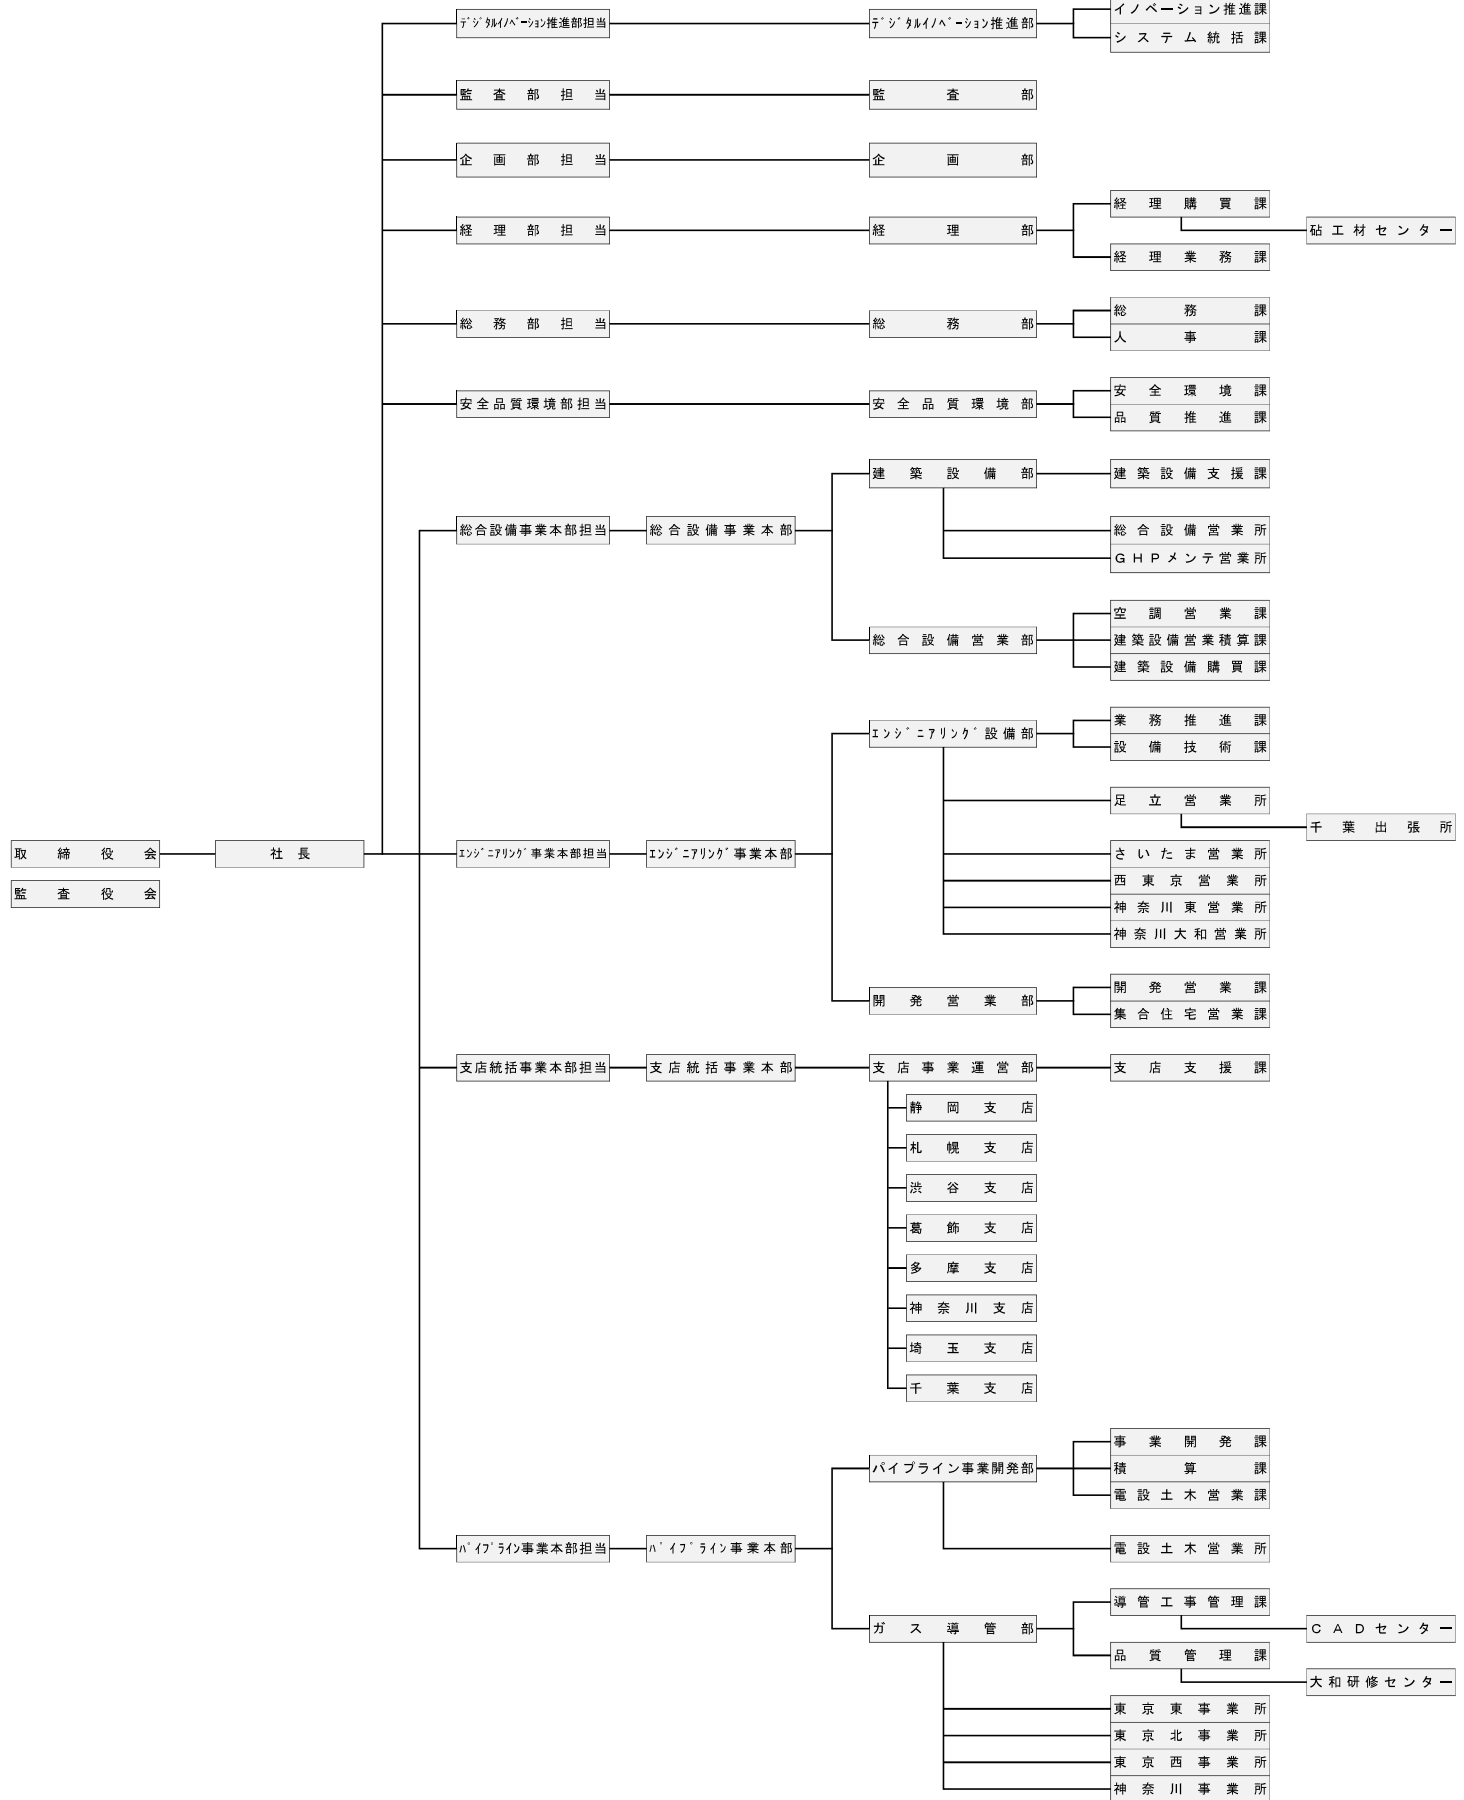 イノベーション推進課
ﾃﾞｼﾞﾀﾙｲﾉﾍﾞｰｼｮﾝ推進部担当
ﾃﾞｼﾞﾀﾙｲﾉﾍﾞｰｼｮﾝ推進部
システム統括課
監査部担当
監査部
企画部担当
企画部
経理購買課
経理部担当
経理部
砧工材センター
経理業務課
総務課
総務部担当
総務部
人事課
安全環境課
安全品質環境部担当
安全品質環境部
品質推進課
建築設備部
建築設備支援課
総合設備事業本部担当
総合設備事業本部
総合設備営業所
ＧＨＰメンテ営業所
空調営業課
総合設備営業部
建築設備営業積算課
建築設備購買課
業務推進課
ｴﾝｼﾞﾆｱﾘﾝｸﾞ設備部
設備技術課
足立営業所
千葉出張所
取締役会
社長
ｴﾝｼﾞﾆｱﾘﾝｸﾞ事業本部担当
ｴﾝｼﾞﾆｱﾘﾝｸﾞ事業本部
さいたま営業所
監査役会
西東京営業所
神奈川東営業所
神奈川大和営業所
開発営業課
開発営業部
集合住宅営業課
支店統括事業本部担当
支店統括事業本部
支店事業運営部
支店支援課
静岡支店
札幌支店
渋谷支店
葛飾支店
多摩支店
神奈川支店
埼玉支店
千葉支店
事業開発課
パイプライン事業開発部
積算課
電設土木営業課
ﾊﾟｲﾌﾟﾗｲﾝ事業本部担当
ﾊﾟｲﾌﾟﾗｲﾝ事業本部
電設土木営業所
導管工事管理課
ガス導管部
ＣＡＤセンター
品質管理課
大和研修センター
東京東事業所
東京北事業所
東京西事業所
神奈川事業所